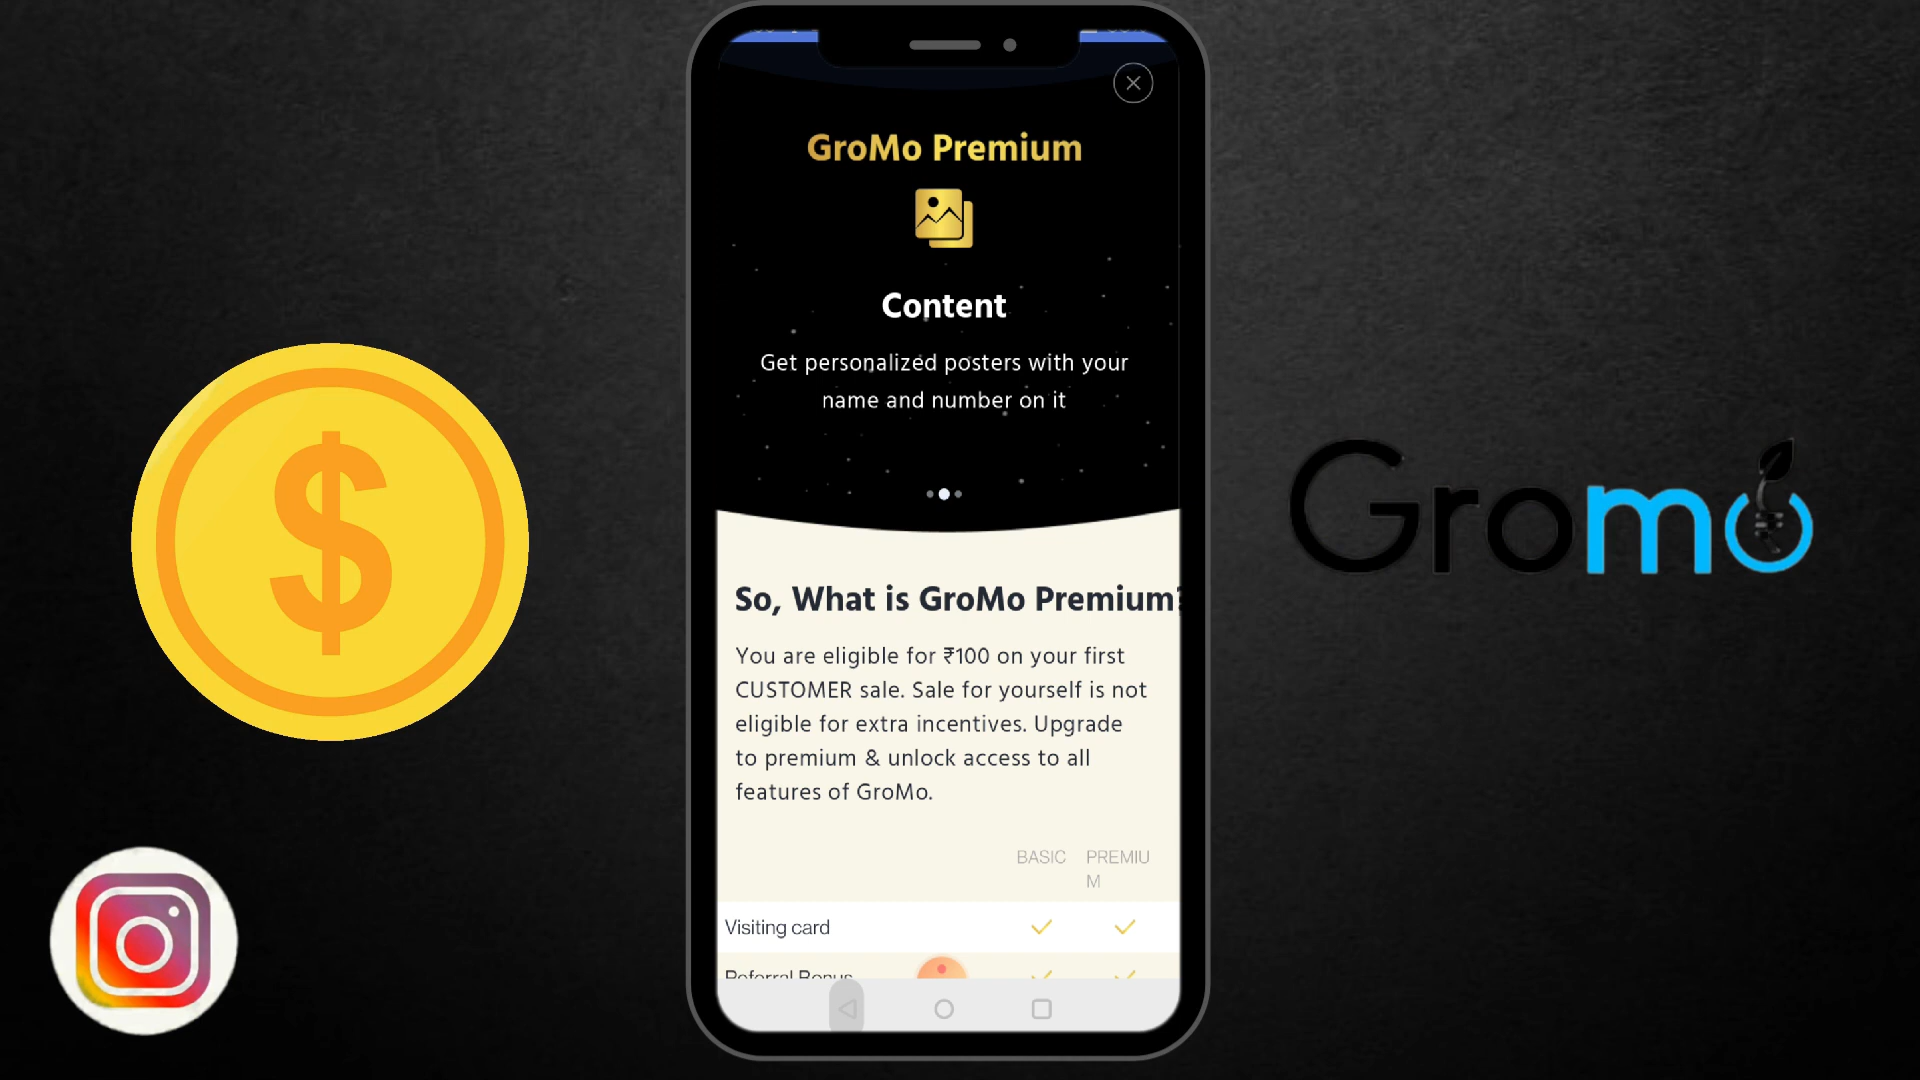 GroMo Premium
Content
Get personalized posters with your
name and number on it
So, What is GroMo Premium?
You are eligible for ₹100 on your first
CUSTOMER sale. Sale for yourself is not
eligible for extra incentives. Upgrade
to premium & unlock access to all
features of GroMo.
BASIC PREMIU
M
Visiting card
Referral Bonus
$
Gromo